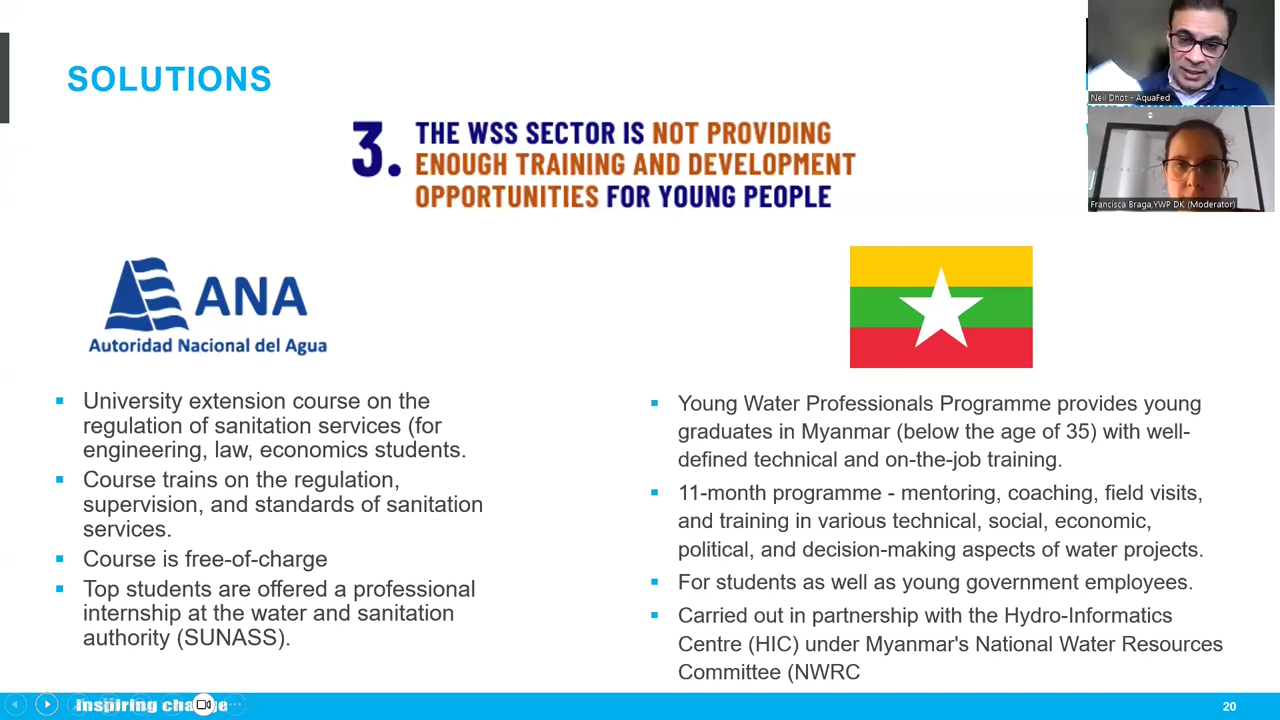 SOLUTIONS
3. THE WSS SECTOR IS NOT PROVIDING
ENOUGH TRAINING AND DEVELOPMENT
OPPORTUNITIES FOR YOUNG PEOPLE
Neil Dhot - AquaFed
Francisca Braga,YWP DK (Moderator)
ANA
Autoridad Nacional del Agua
University extension course on the
regulation of sanitation services (for
engineering, law, economics students.
Course trains on the regulation,
supervision, and standards of sanitation
services.
Course is free-of-charge
Top students are offered a professional
internship at the water and sanitation
authority (SUNASS).
Young Water Professionals Programme provides young
graduates in Myanmar (below the age of 35) with well-
defined technical and on-the-job training.
11-month programme - mentoring, coaching, field visits,
and training in various technical, social, economic,
political, and decision-making aspects of water projects.
For students as well as young government employees.
Carried out in partnership with the Hydro-Informatics
Centre (HIC) under Myanmar's National Water Resources
Committee (NWRC
Inspiring change
20